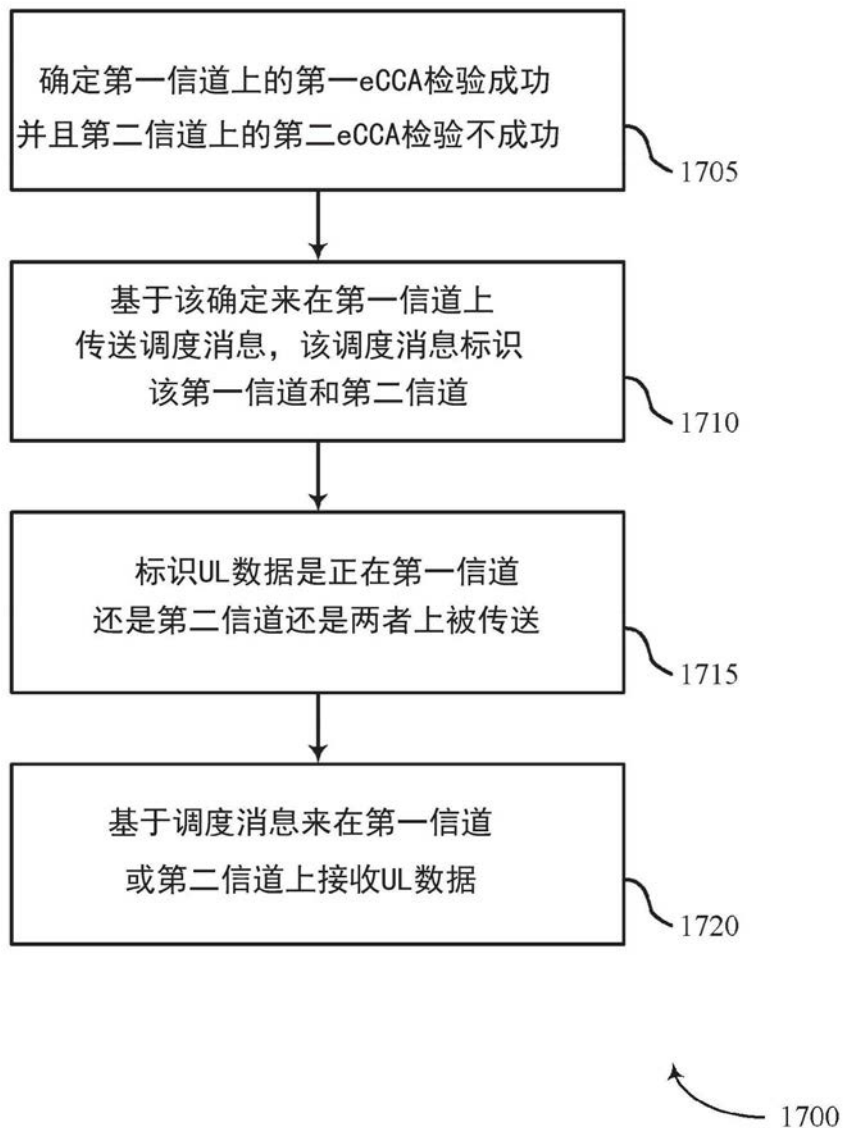 确定第一信道上的第一eCCA检验成功
并且第二信道上的第二eCCA检验不成功
1705
基于该确定来在第一信道上
传送调度消息，该调度消息标识
该第一信道和第二信道
1710
标识UL数据是正在第一信道
还是第二信道还是两者上被传送
1715
基于调度消息来在第一信道
或第二信道上接收UL数据
1720
1700